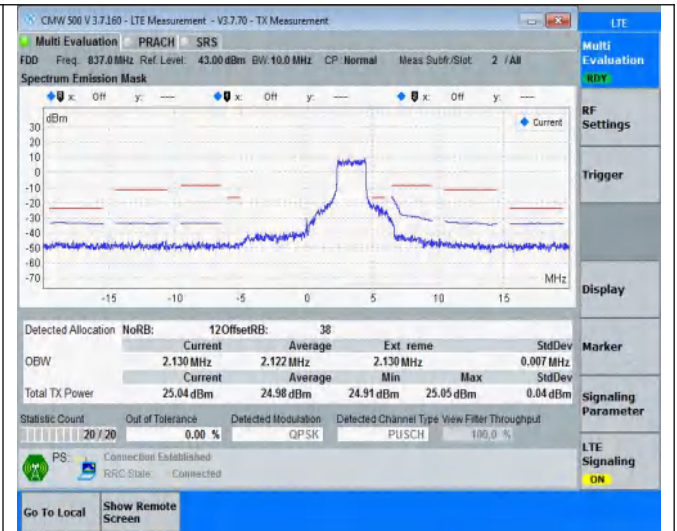 CMW 500 V 3.7.160 - LTE Measurement - V3.7.70 - TX Measurement
LTE
Multi Evaluation PRACH SRS
Multi
Evaluation
RDY
FDD Freq. 837.0 MHz Ref. Level: 43.00 dBm BW: 10.0 MHz CP: Normal Meas Subfr./Slot: 2 / All
Spectrum Emission Mask
x: Off y: --- x: Off y: --- x: Off y: ---
dBm
Current
30
20
10
0
-10
-20
-30
-40
-50
-60
-70
MHz
-15 -10 -5 0 5 10 15
RF
Settings
Trigger
Display
Marker
Signaling
Parameter
LTE
Signaling
ON
Detected Allocation NoRB: 12 OffsetRB: 38
Current Average Ext reme StdDev
OBW 2.130 MHz 2.122 MHz 2.130 MHz 0.007 MHz
Current Average Min Max StdDev
Total TX Power 25.04 dBm 24.98 dBm 24.91 dBm 25.05 dBm 0.04 dBm
Statistic Count Out of Tolerance Detected Modulation Detected Channel Type View Filter Throughput
20 / 20 0.00 % QPSK PUSCH 100.0 %
PS: Connection Established
RRC State: Connected
Go To Local
Show Remote
Screen